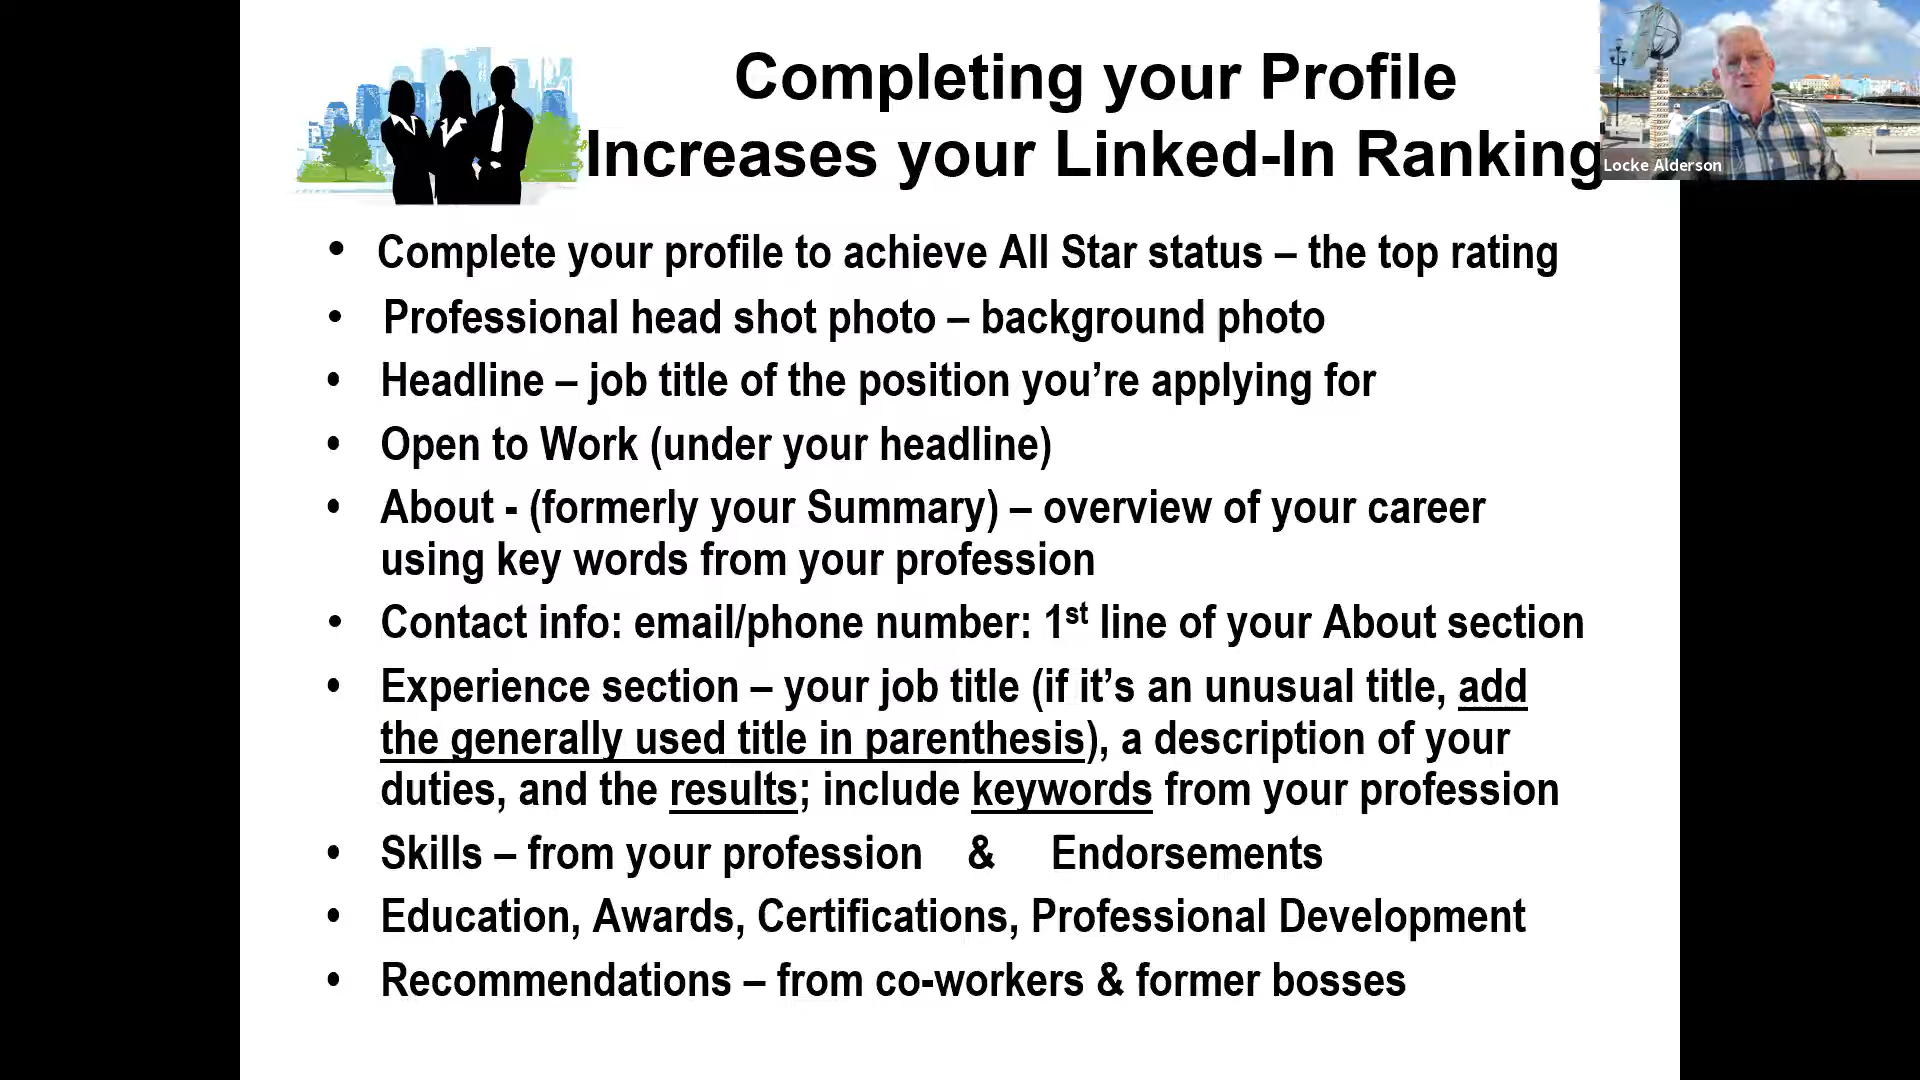 Completing your Profile
Increases your Linked-In Ranking
Locke Alderson
• Complete your profile to achieve All Star status – the top rating
• Professional head shot photo – background photo
• Headline – job title of the position you’re applying for
• Open to Work (under your headline)
• About - (formerly your Summary) – overview of your career
using key words from your profession
• Contact info: email/phone number: 1st line of your About section
• Experience section – your job title (if it’s an unusual title, add
the generally used title in parenthesis), a description of your
duties, and the results; include keywords from your profession
• Skills – from your profession & Endorsements
• Education, Awards, Certifications, Professional Development
• Recommendations – from co-workers & former bosses